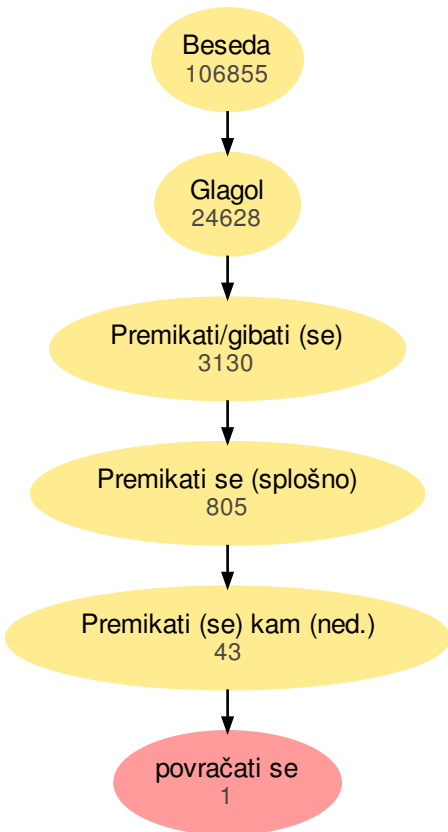 Beseda
106855
Glagol
24628
Premikati/gibati (se)
3130
Premikati se (splošno)
805
Premikati (se) kam (ned.)
43
povračati se
1